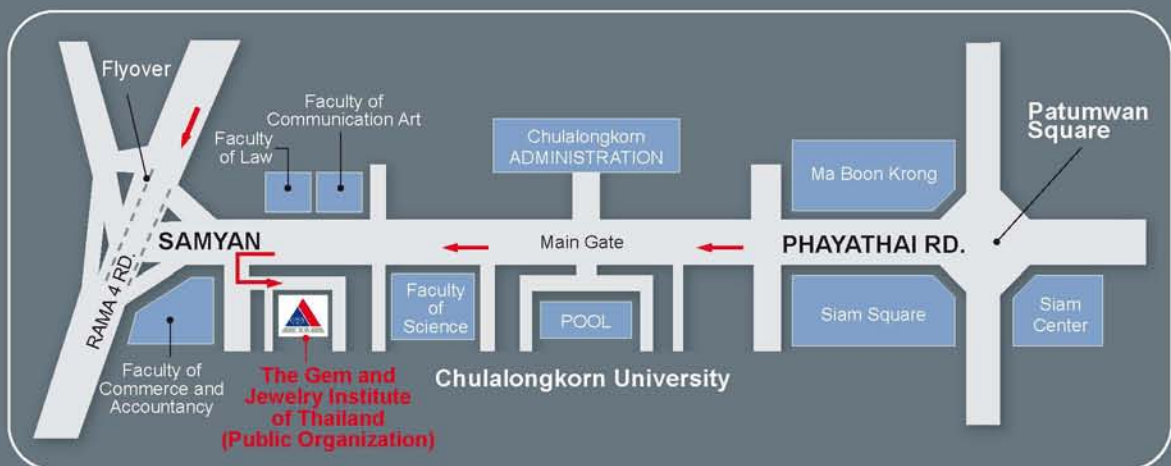 Flyover
Faculty of
Communication Art
Faculty
of Law
Chulalongkorn
ADMINISTRATION
Ma Boon Krong
Patumwan
Square
SAMYAN
Main Gate
PHAYATHAI RD.
RAMA 4 RD.
Faculty
of
Science
POOL
Siam Square
Siam
Center
Faculty of
Commerce and
Accountancy
The Gem and
Jewelry Institute
of Thailand
(Public Organization)
Chulalongkorn University